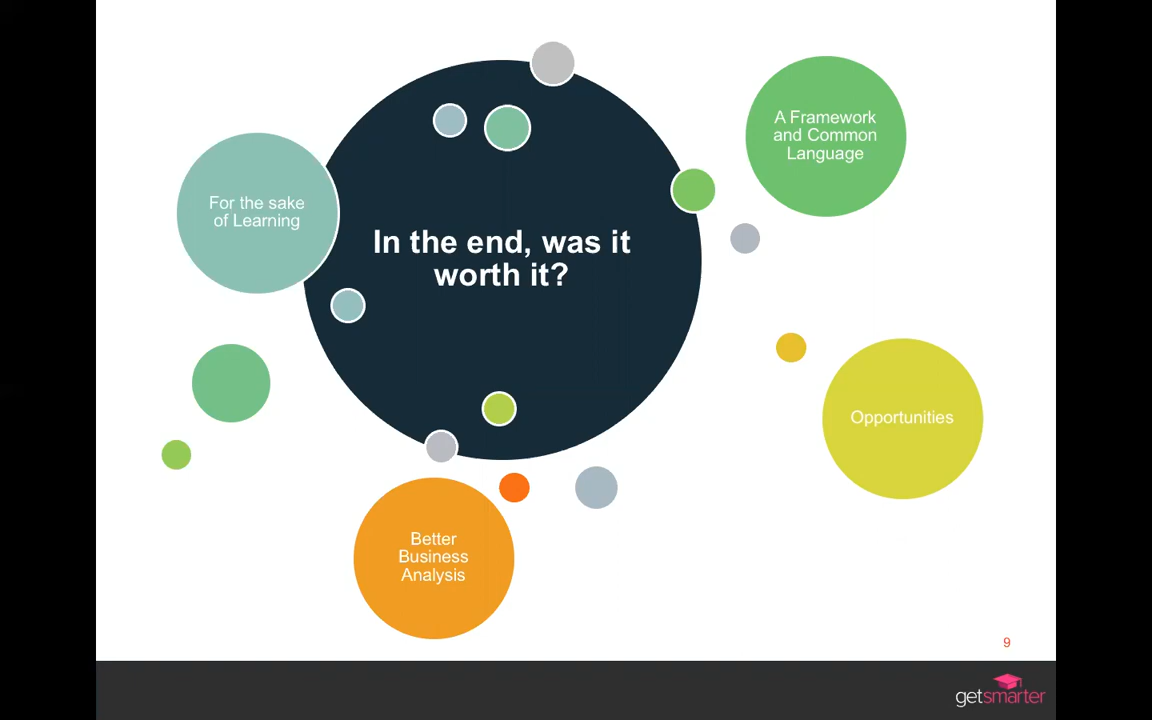 In the end, was it
worth it?
For the sake
of Learning
A Framework
and Common
Language
Opportunities
Better
Business
Analysis
9
getsmarter